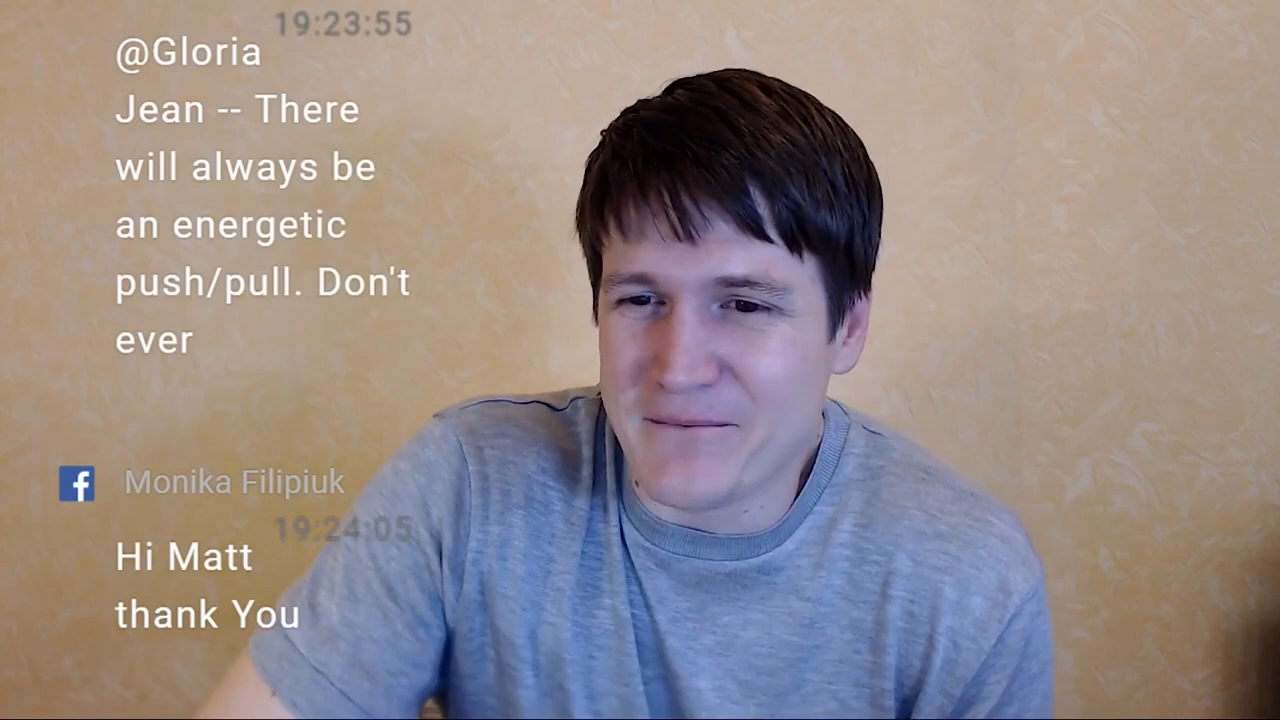 19:23:55
@Gloria
Jean -- There
will always be
an energetic
push/pull. Don't
ever
f Monika Filipiuk
19:24:05
Hi Matt
thank You